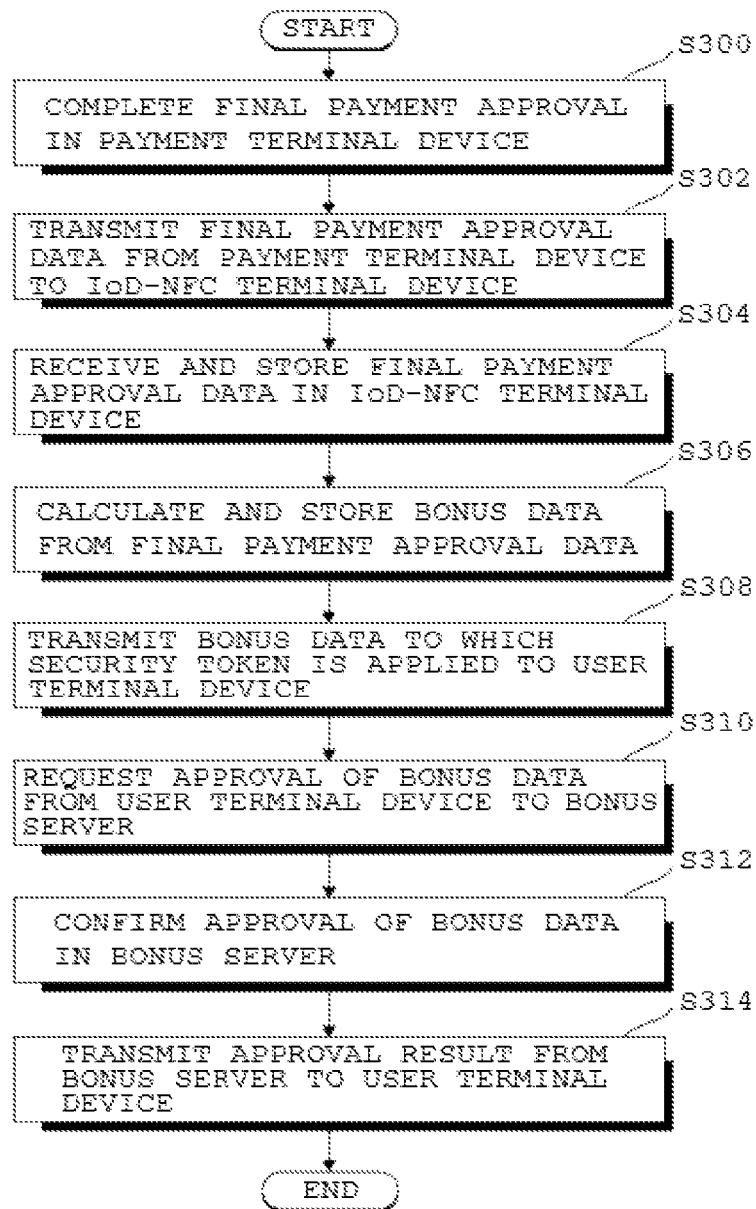 START
S300
COMPLETE FINAL PAYMENT APPROVAL
IN PAYMENT TERMINAL DEVICE
S302
TRANSMIT FINAL PAYMENT APPROVAL
DATA FROM PAYMENT TERMINAL DEVICE
TO IoD-NFC TERMINAL DEVICE
S304
RECEIVE AND STORE FINAL PAYMENT
APPROVAL DATA IN IoD-NFC TERMINAL
DEVICE
S306
CALCULATE AND STORE BONUS DATA
FROM FINAL PAYMENT APPROVAL DATA
S308
TRANSMIT BONUS DATA TO WHICH
SECURITY TOKEN IS APPLIED TO USER
TERMINAL DEVICE
S310
REQUEST APPROVAL OF BONUS DATA
FROM USER TERMINAL DEVICE TO BONUS
SERVER
S312
CONFIRM APPROVAL OF BONUS DATA
IN BONUS SERVER
S314
TRANSMIT APPROVAL RESULT FROM
BONUS SERVER TO USER TERMINAL
DEVICE
END